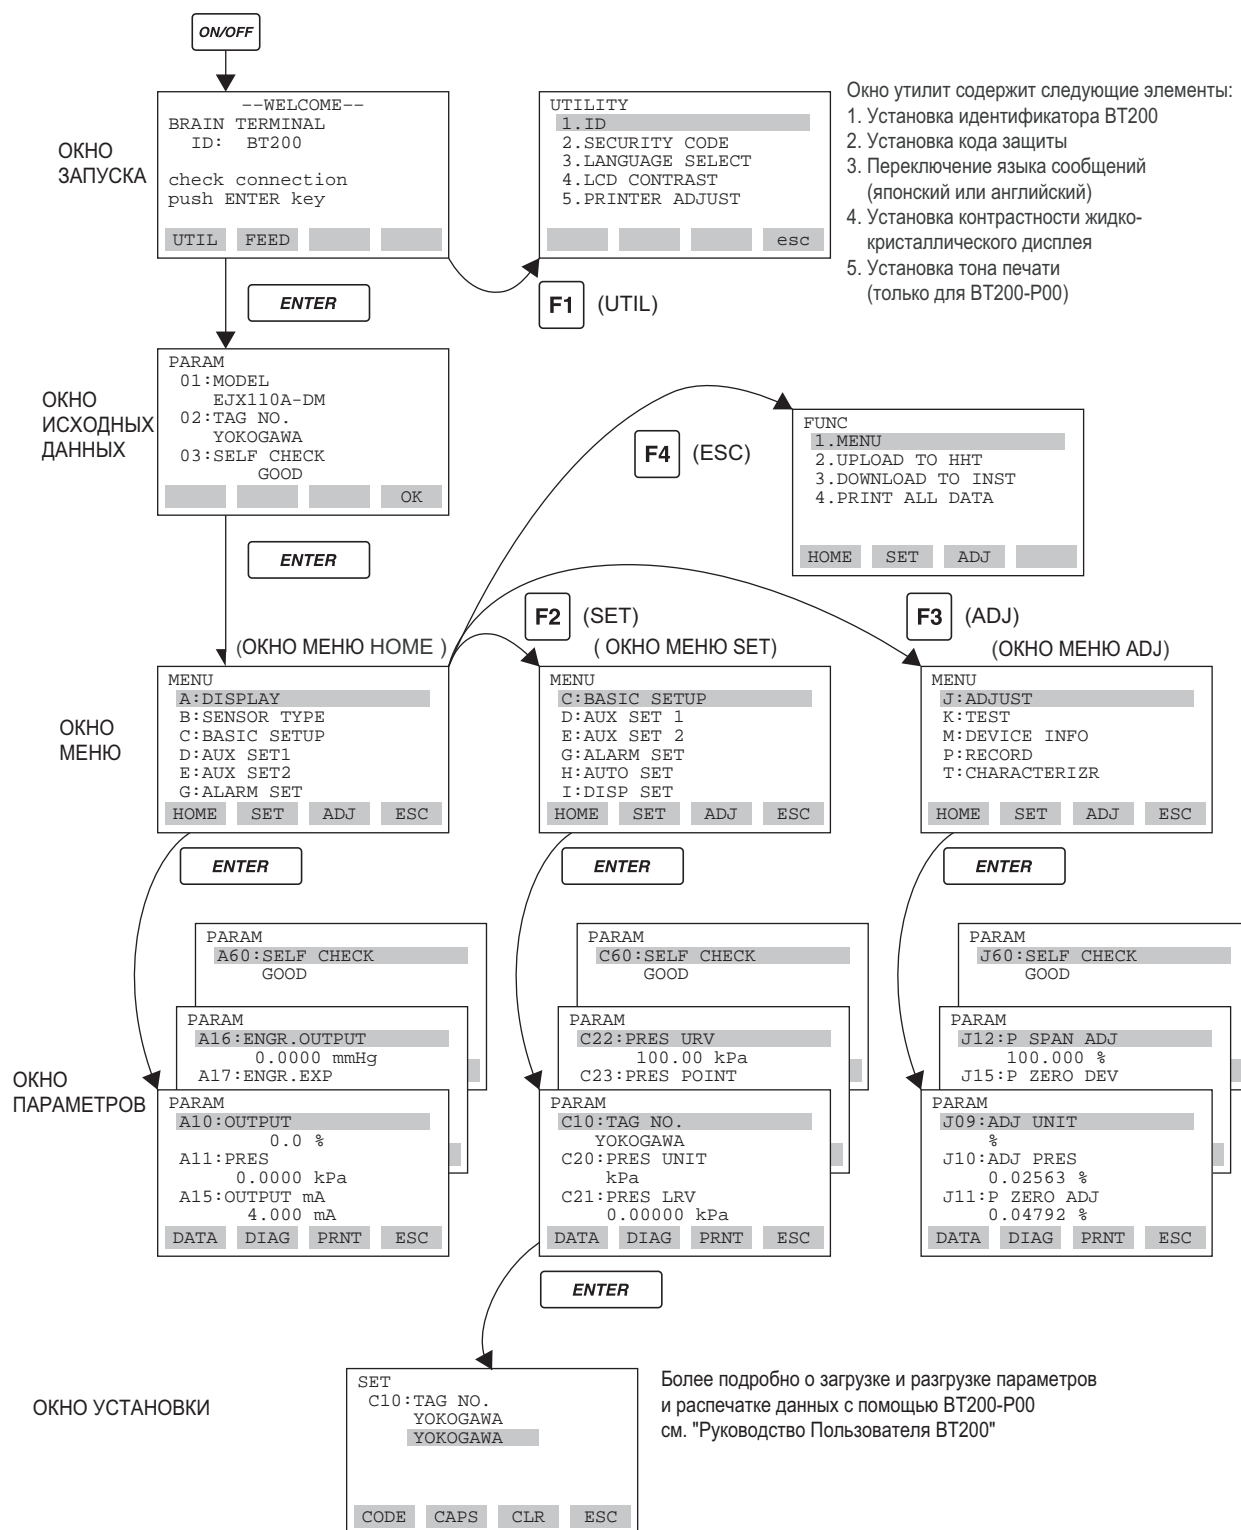 ON/OFF
ОКНО
ЗАПУСКА
--WELCOME--
BRAIN TERMINAL
ID: BT200
check connection
push ENTER key
UTIL FEED
UTILITY
1.ID
2.SECURITY CODE
3.LANGUAGE SELECT
4.LCD CONTRAST
5.PRINTER ADJUST
esc
Окно утилит содержит следующие элементы:
1. Установка идентификатора BT200
2. Установка кода защиты
3. Переключение языка сообщений
(японский или английский)
4. Установка контрастности жидко-
кристаллического дисплея
5. Установка тона печати
(только для BT200-P00)
ENTER
F1 (UTIL)
ОКНО
ИСХОДНЫХ
ДАННЫХ
PARAM
01:MODEL
EJX110A-DM
02:TAG NO.
YOKOGAWA
03:SELF CHECK
GOOD
OK
F4 (ESC)
FUNC
1.MENU
2.UPLOAD TO HHT
3.DOWNLOAD TO INST
4.PRINT ALL DATA
HOME SET ADJ
ENTER
F2 (SET)
F3 (ADJ)
(ОКНО МЕНЮ HOME )
( ОКНО МЕНЮ SET)
(ОКНО МЕНЮ ADJ)
ОКНО
МЕНЮ
MENU
A:DISPLAY
B:SENSOR TYPE
C:BASIC SETUP
D:AUX SET1
E:AUX SET2
G:ALARM SET
HOME SET ADJ ESC
MENU
C:BASIC SETUP
D:AUX SET 1
E:AUX SET 2
G:ALARM SET
H:AUTO SET
I:DISP SET
HOME SET ADJ ESC
MENU
J:ADJUST
K:TEST
M:DEVICE INFO
P:RECORD
T:CHARACTERIZR
HOME SET ADJ ESC
ENTER
ENTER
ENTER
ОКНО
ПАРАМЕТРОВ
PARAM
A60:SELF CHECK
GOOD
PARAM
A16:ENGR.OUTPUT
0.0000 mmHg
A17:ENGR.EXP
PARAM
A10:OUTPUT
0.0 %
A11:PRES
0.0000 kPa
A15:OUTPUT mA
4.000 mA
DATA DIAG PRNT ESC
PARAM
C60:SELF CHECK
GOOD
PARAM
C22:PRES URV
100.00 kPa
C23:PRES POINT
PARAM
C10:TAG NO.
YOKOGAWA
C20:PRES UNIT
kPa
C21:PRES LRV
0.00000 kPa
DATA DIAG PRNT ESC
PARAM
J60:SELF CHECK
GOOD
PARAM
J12:P SPAN ADJ
100.000 %
J15:P ZERO DEV
PARAM
J09:ADJ UNIT
%
J10:ADJ PRES
0.02563 %
J11:P ZERO ADJ
0.04792 %
DATA DIAG PRNT ESC
ENTER
ОКНО УСТАНОВКИ
SET
C10:TAG NO.
YOKOGAWA
YOKOGAWA
CODE CAPS CLR ESC
Более подробно о загрузке и разгрузке параметров
и распечатке данных с помощью BT200-P00
см. "Руководство Пользователя BT200"